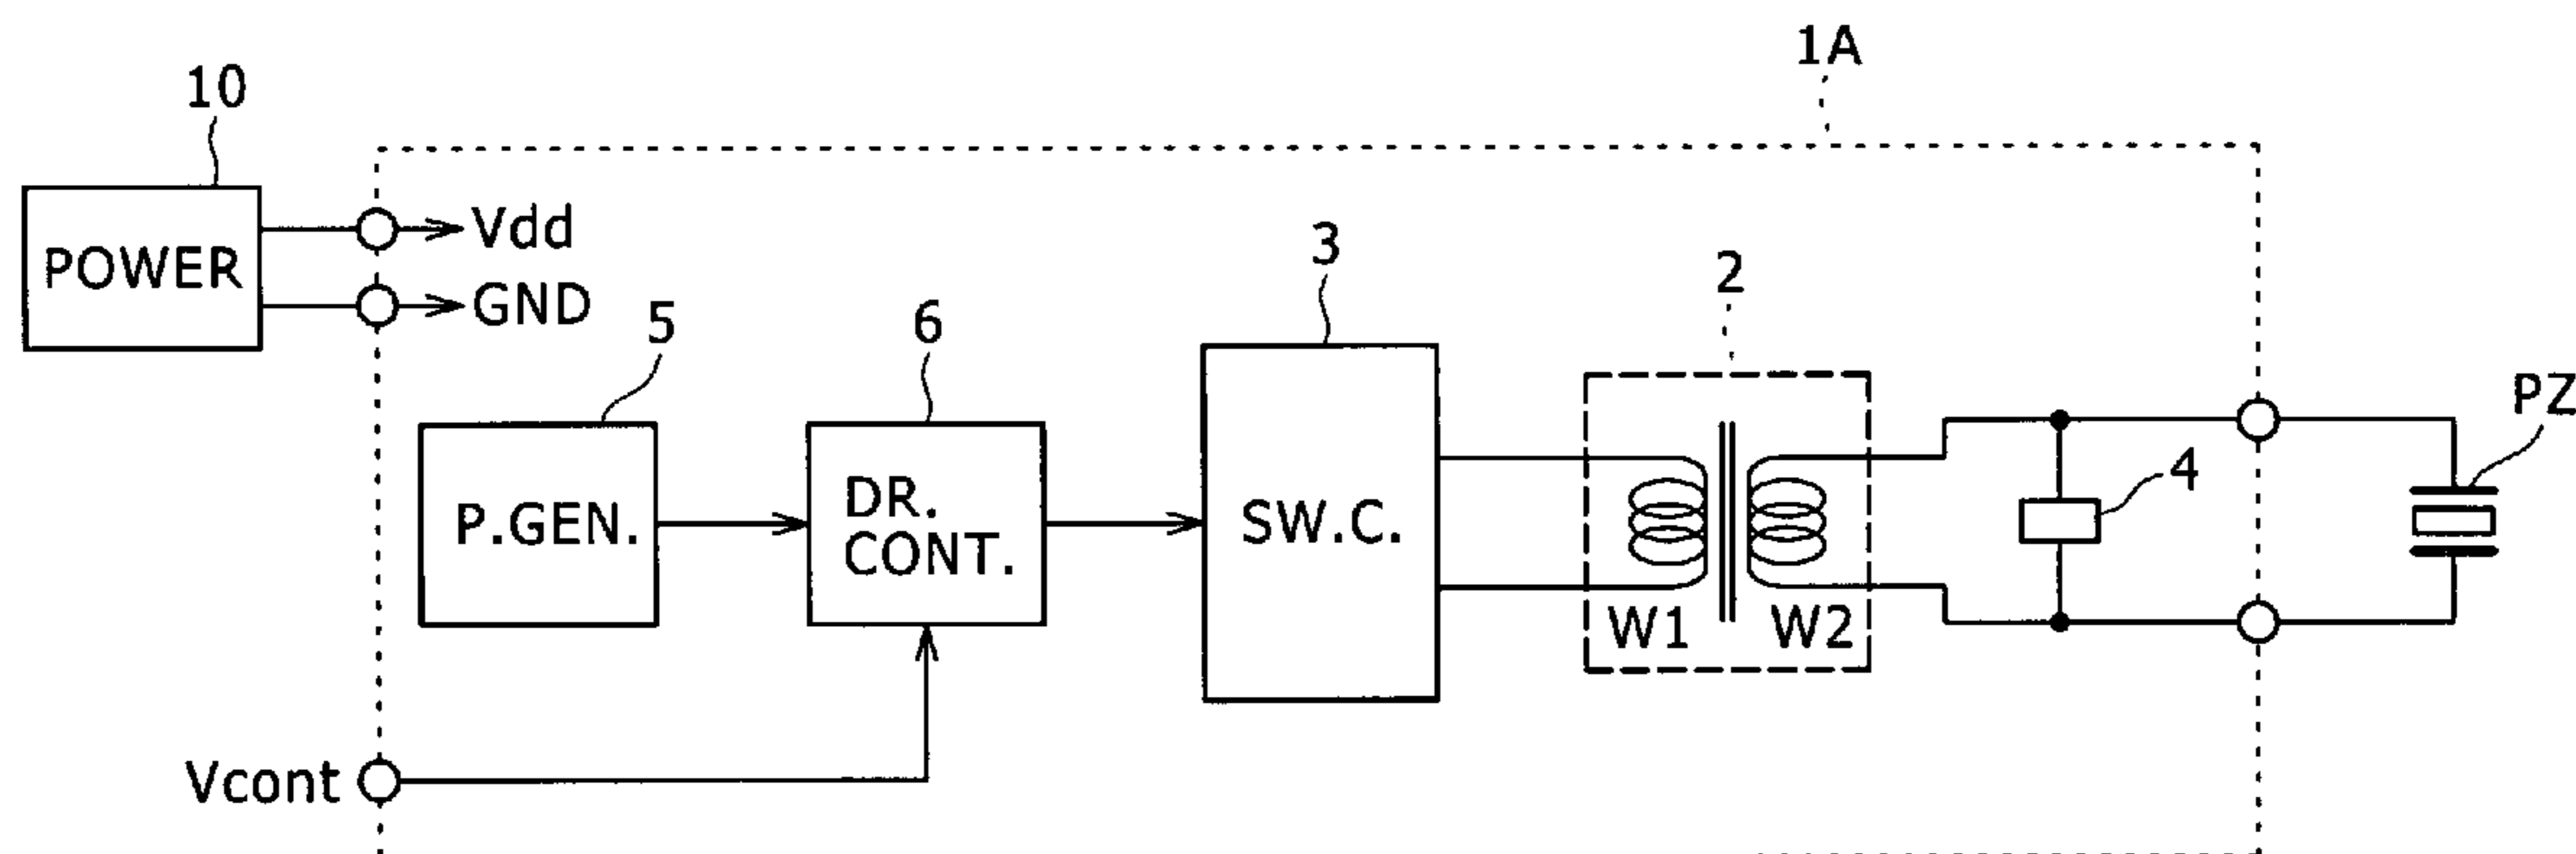 1A
10
Vdd
POWER
GND
3
2
5
6
PZ
4
P.GEN.
DR.
CONT.
SW.C.
W1
W2
Vcont